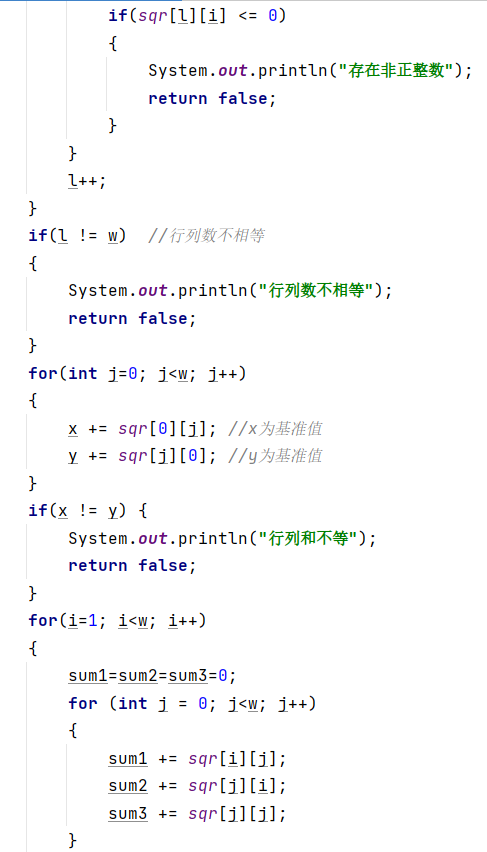 if(sqr[l][i] <= 0)
{
System.out.println("存在非正整数");
return false;
}
}
l++;
}
if(l != w)  //行列数不相等
{
System.out.println("行列数不相等");
return false;
}
for(int j=0; j<w; j++)
{
x += sqr[0][j]; //x为基准值
y += sqr[j][0]; //y为基准值
}
if(x != y) {
System.out.println("行列和不等");
return false;
}
for(i=1; i<w; i++)
{
sum1=sum2=sum3=0;
for (int j = 0; j<w; j++)
{
sum1 += sqr[i][j];
sum2 += sqr[j][i];
sum3 += sqr[j][j];
}